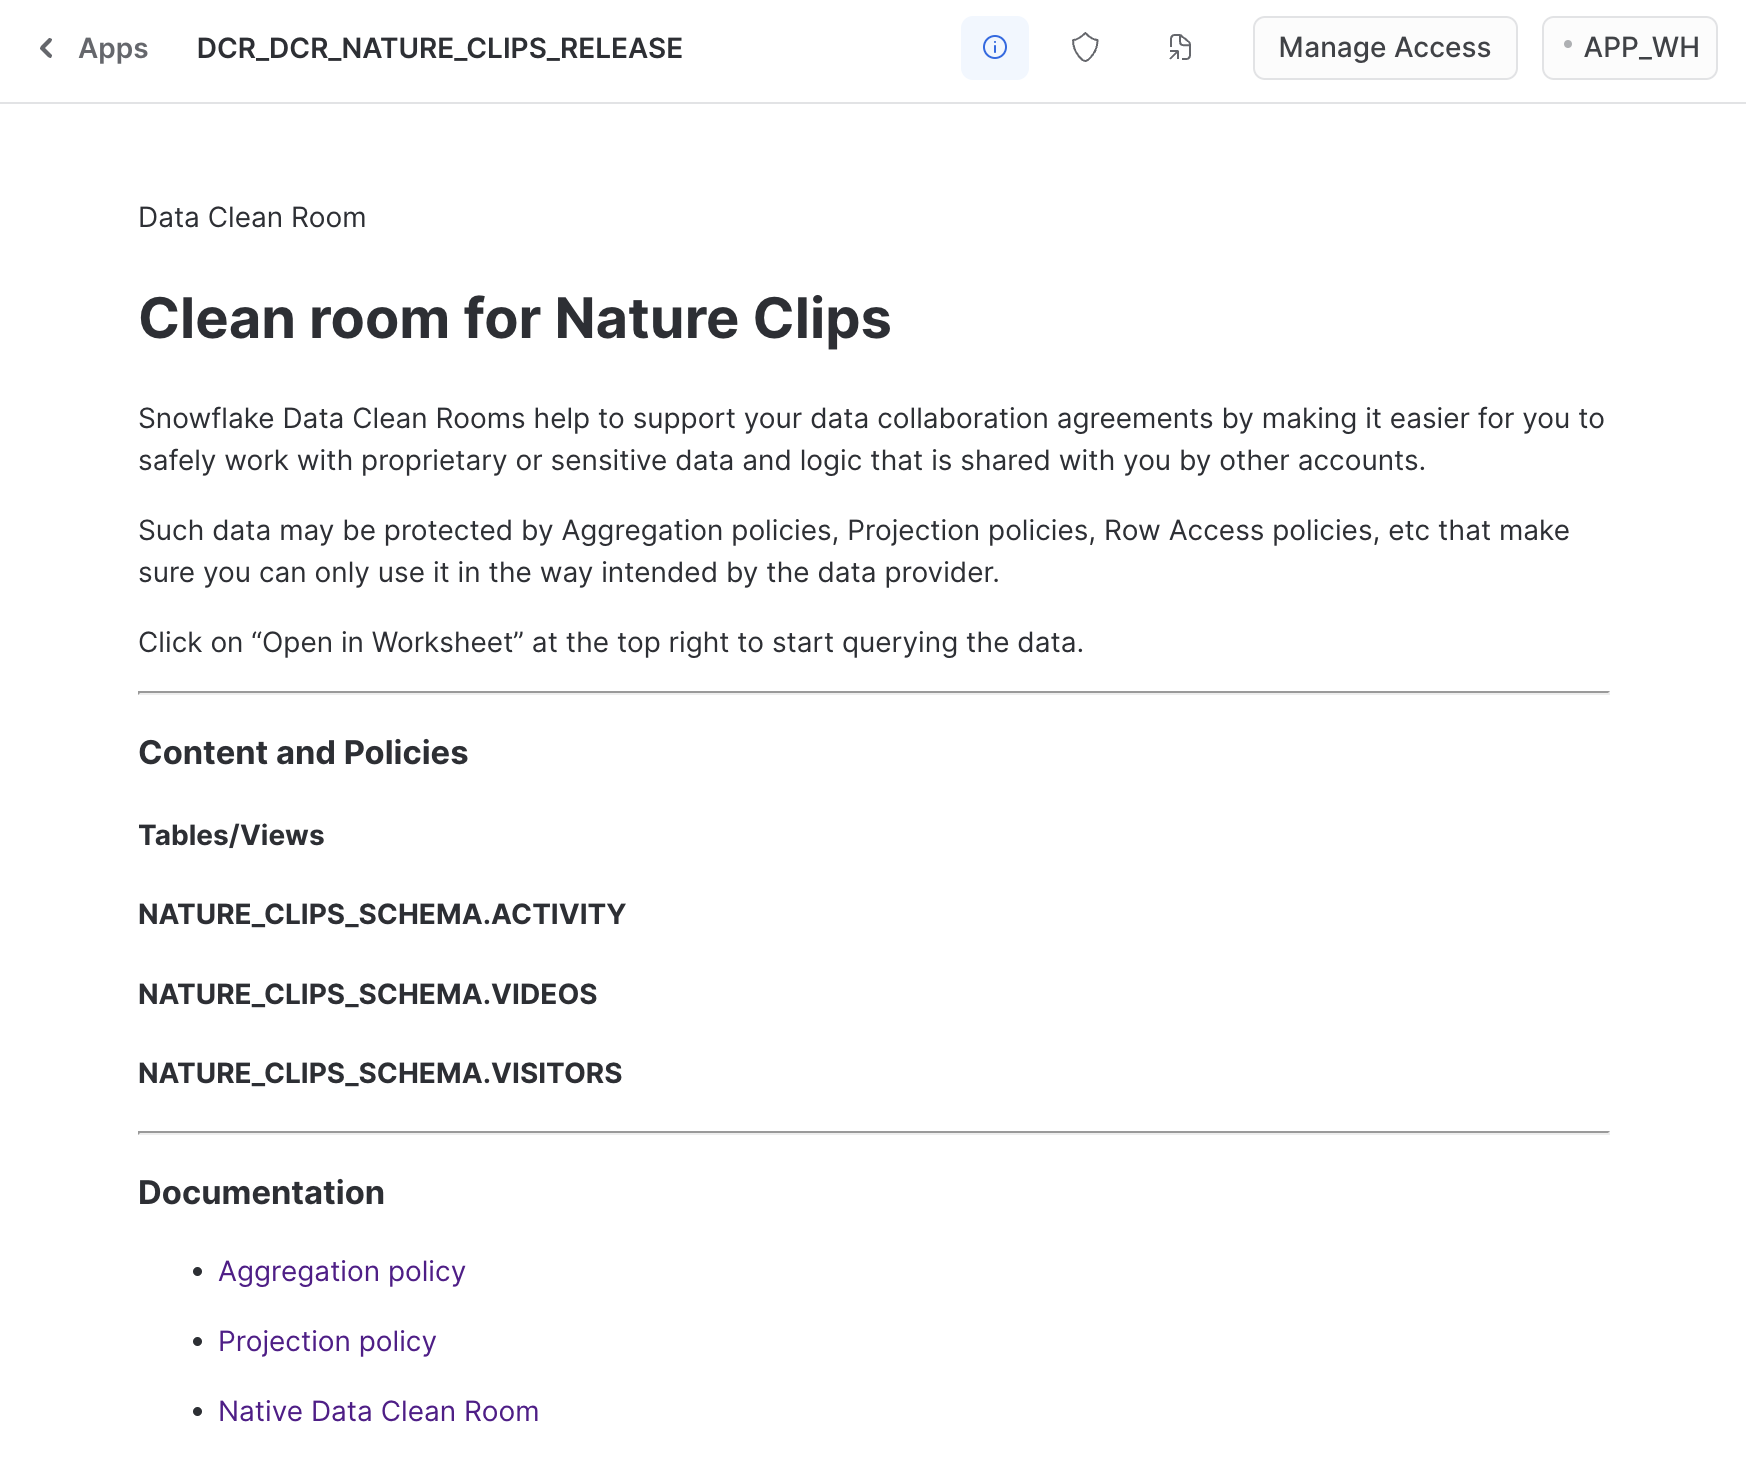 Apps DCR_DCR_NATURE_CLIPS_RELEASE Manage Access APP_WH
Data Clean Room
Clean room for Nature Clips
Snowflake Data Clean Rooms help to support your data collaboration agreements by making it easier for you to
safely work with proprietary or sensitive data and logic that is shared with you by other accounts.
Such data may be protected by Aggregation policies, Projection policies, Row Access policies, etc that make
sure you can only use it in the way intended by the data provider.
Click on “Open in Worksheet” at the top right to start querying the data.
Content and Policies
Tables/Views
NATURE_CLIPS_SCHEMA.ACTIVITY
NATURE_CLIPS_SCHEMA.VIDEOS
NATURE_CLIPS_SCHEMA.VISITORS
Documentation
• Aggregation policy
• Projection policy
• Native Data Clean Room